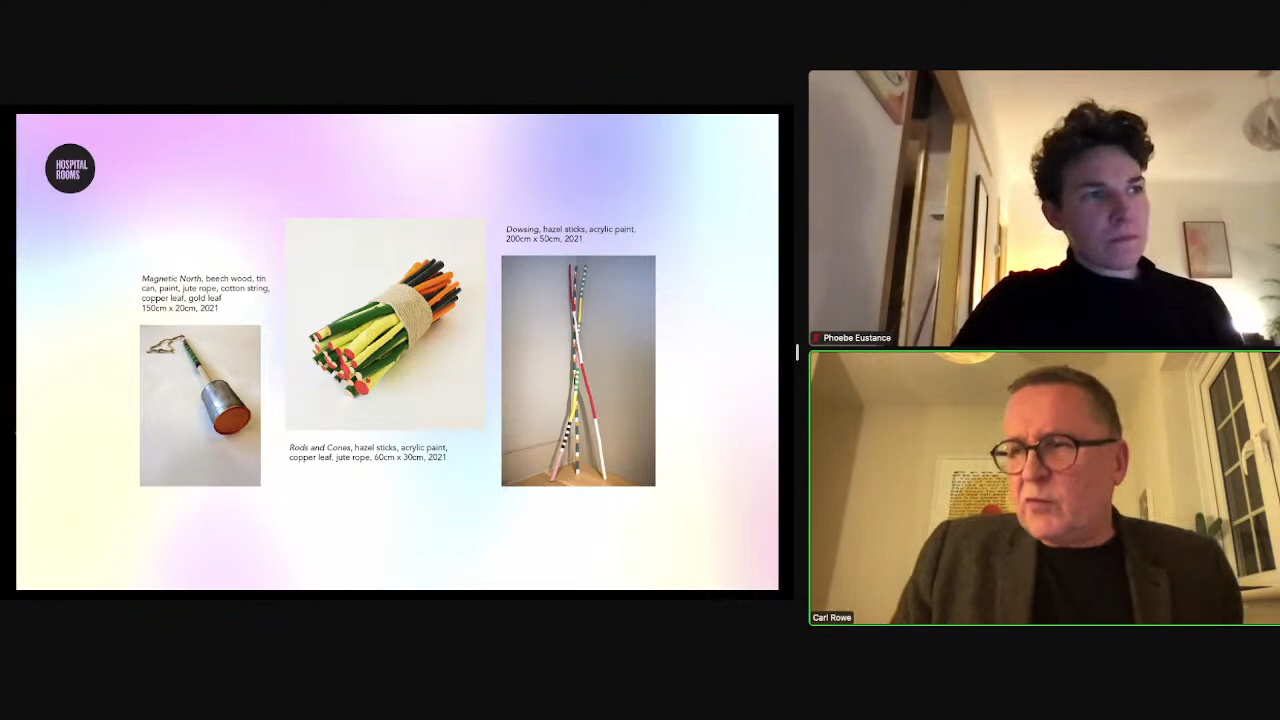 HOSPITAL
ROOMS
Magnetic North, beech wood, tin
can, paint, jute rope, cotton string,
copper leaf, gold leaf
150cm x 20cm, 2021
Rods and Cones, hazel sticks, acrylic paint,
copper leaf, jute rope, 60cm x 30cm, 2021
Dowsing, hazel sticks, acrylic paint,
200cm x 50cm, 2021
Phoebe Eustance
Carl Rowe